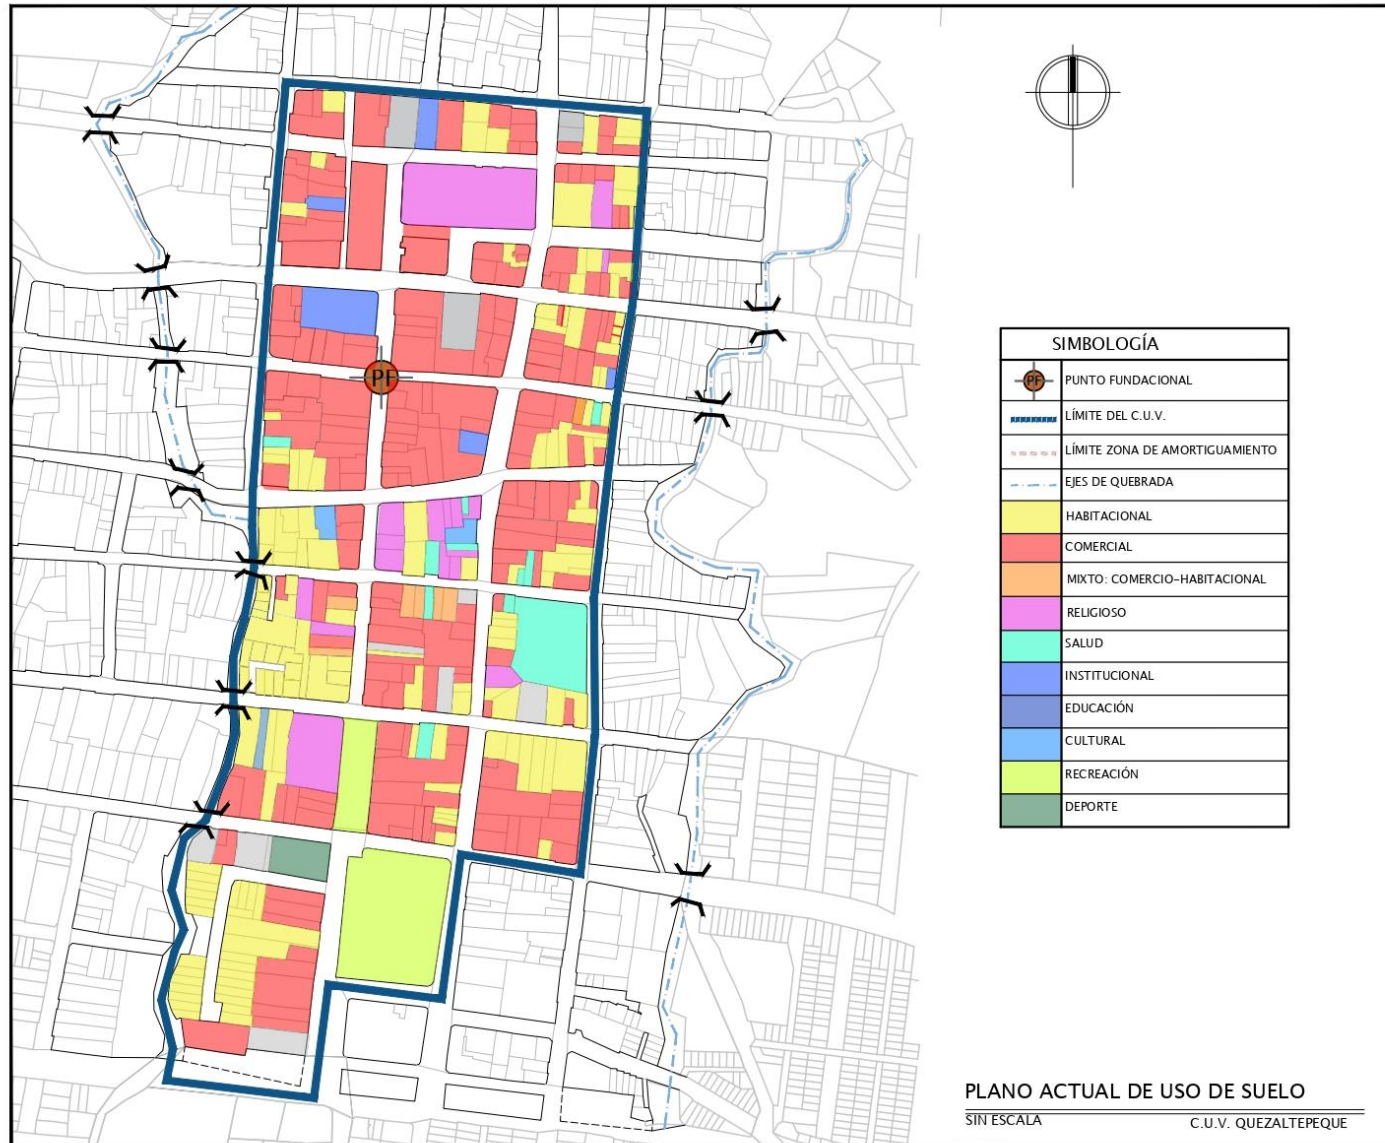 PF
SIMBOLOGÍA
PF PUNTO FUNDACIONAL
LÍMITE DEL C.U.V.
LÍMITE ZONA DE AMORTIGUAMIENTO
EJES DE QUEBRADA
HABITACIONAL
COMERCIAL
MIXTO: COMERCIO-HABITACIONAL
RELIGIOSO
SALUD
INSTITUCIONAL
EDUCACIÓN
CULTURAL
RECREACIÓN
DEPORTE
PLANO ACTUAL DE USO DE SUELO
SIN ESCALA C.U.V. QUEZALTEPEQUE